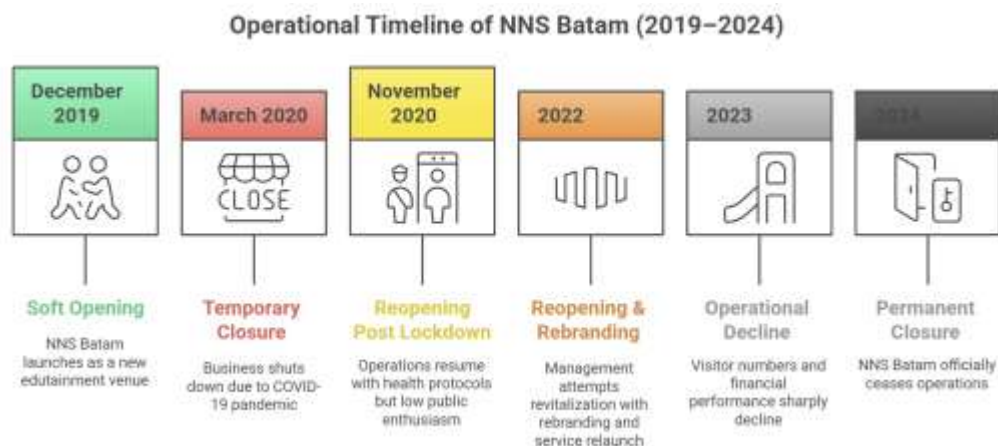 Operational Timeline of NNS Batam (2019–2024)
December
2019
March 2020
November
2020
2022
2023
2024
CLOSE
Soft Opening
NNS Batam
launches as a new
edutainment venue
Temporary
Closure
Business shuts
down due to COVID-
19 pandemic
Reopening
Post Lockdown
Operations resume
with health protocols
but low public
enthusiasm
Reopening &
Rebranding
Management
attempts
revitalization with
rebranding and
service relaunch
Operational
Decline
Visitor numbers and
financial
performance sharply
decline
Permanent
Closure
NNS Batam officially
ceases operations